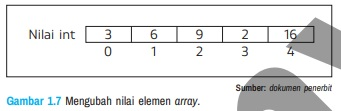 Nilai int 3 6 9 2 16
0 1 2 3 4
Sumber: dokumen penerbit
Gambar 1.7 Mengubah nilai elemen array.